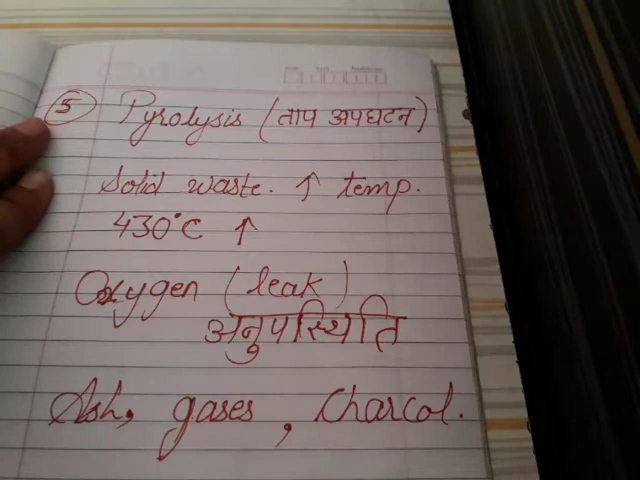 5 Pyrolysis (ताप अपघटन)
Solid waste. ↑ temp.
430°C ↑
Oxygen (leak)
अनुपस्थिति
Ash, gases, Charcol.